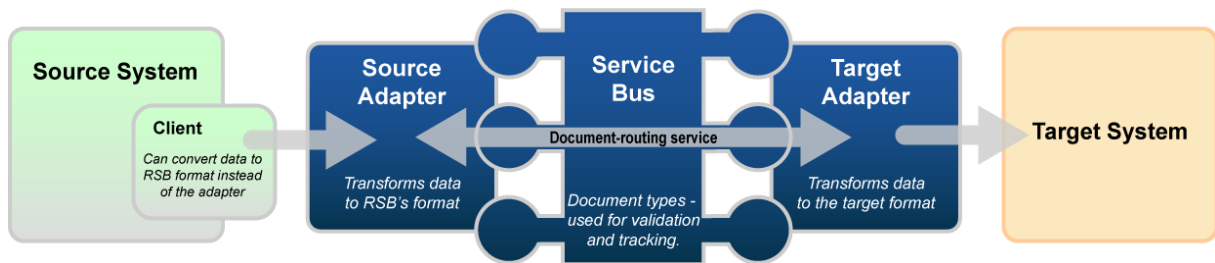 Source System
Client
Can convert data to
RSB format instead
of the adapter
Source
Adapter
Transforms data
to RSB's format
Service
Bus
Document-routing service
Document types -
used for validation
and tracking.
Target
Adapter
Transforms data
to the target format
Target System